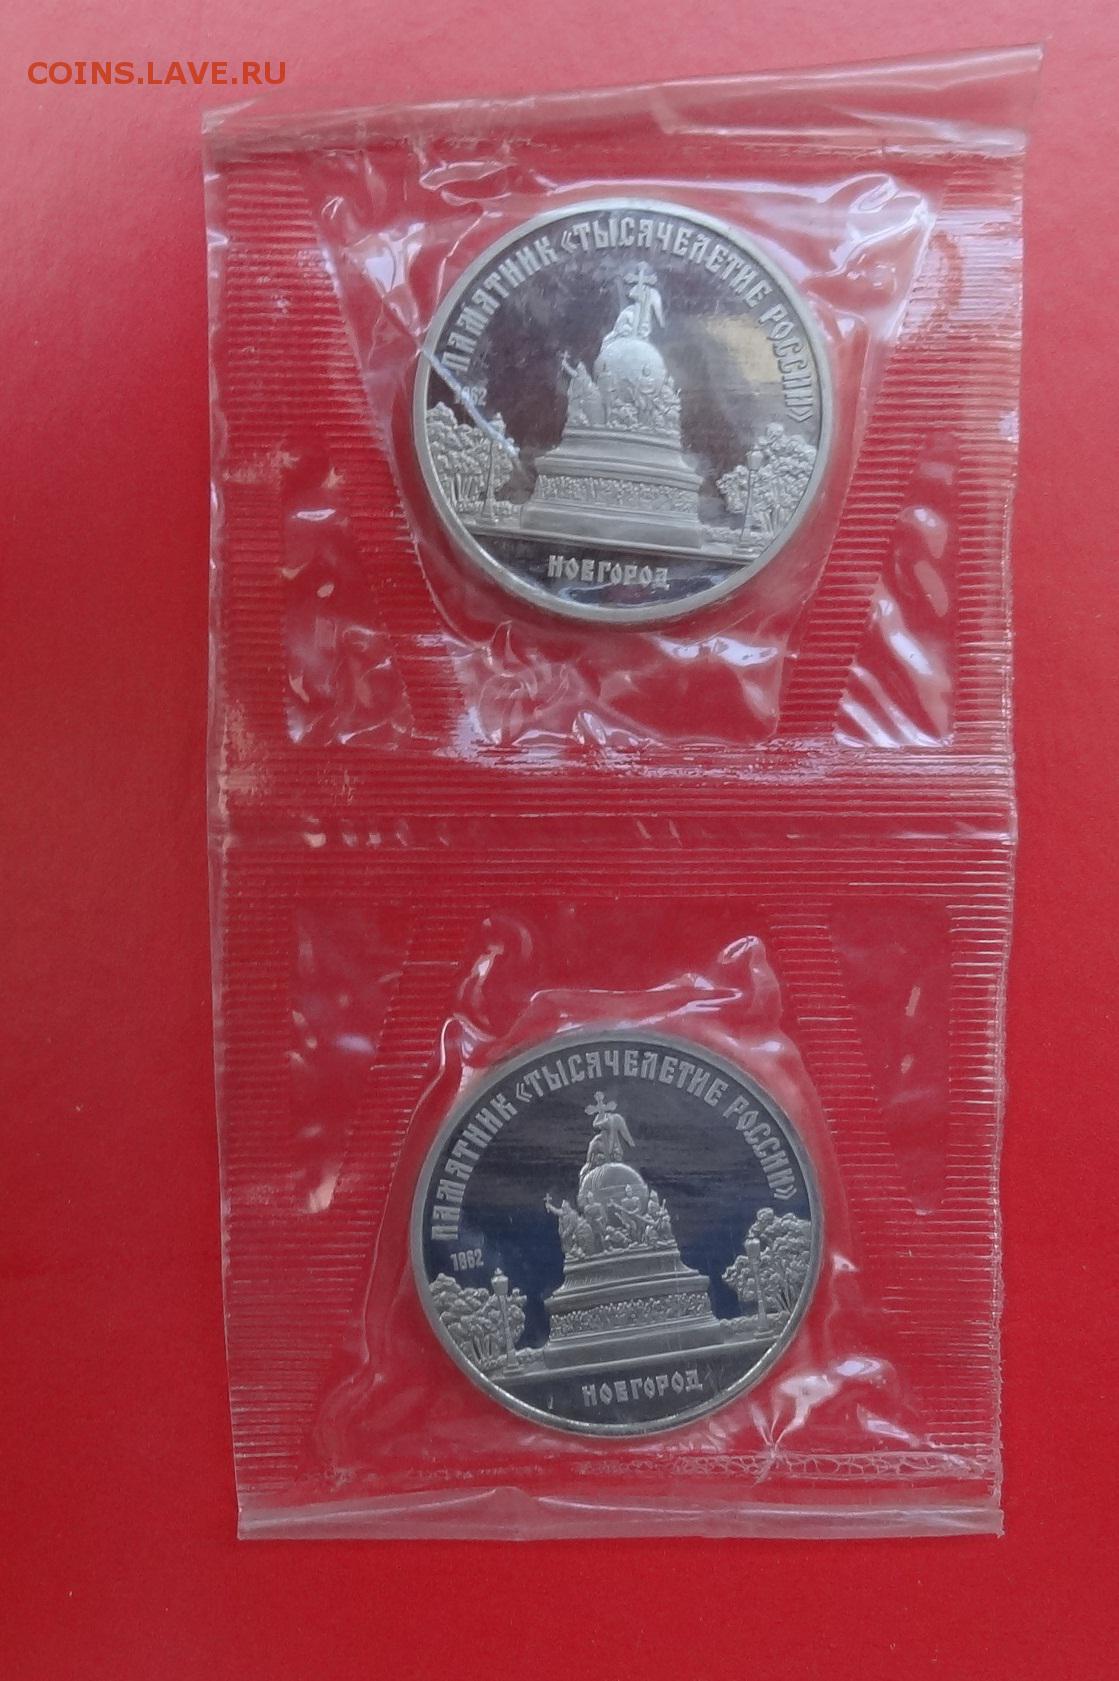 COINS.LAVE.RU
ПАМЯТНИК «ТЫСЯЧЕЛЕТИЕ РОССИИ»
1862
НОВГОРОД
ПАМЯТНИК «ТЫСЯЧЕЛЕТИЕ РОССИИ»
1862
НОВГОРОД